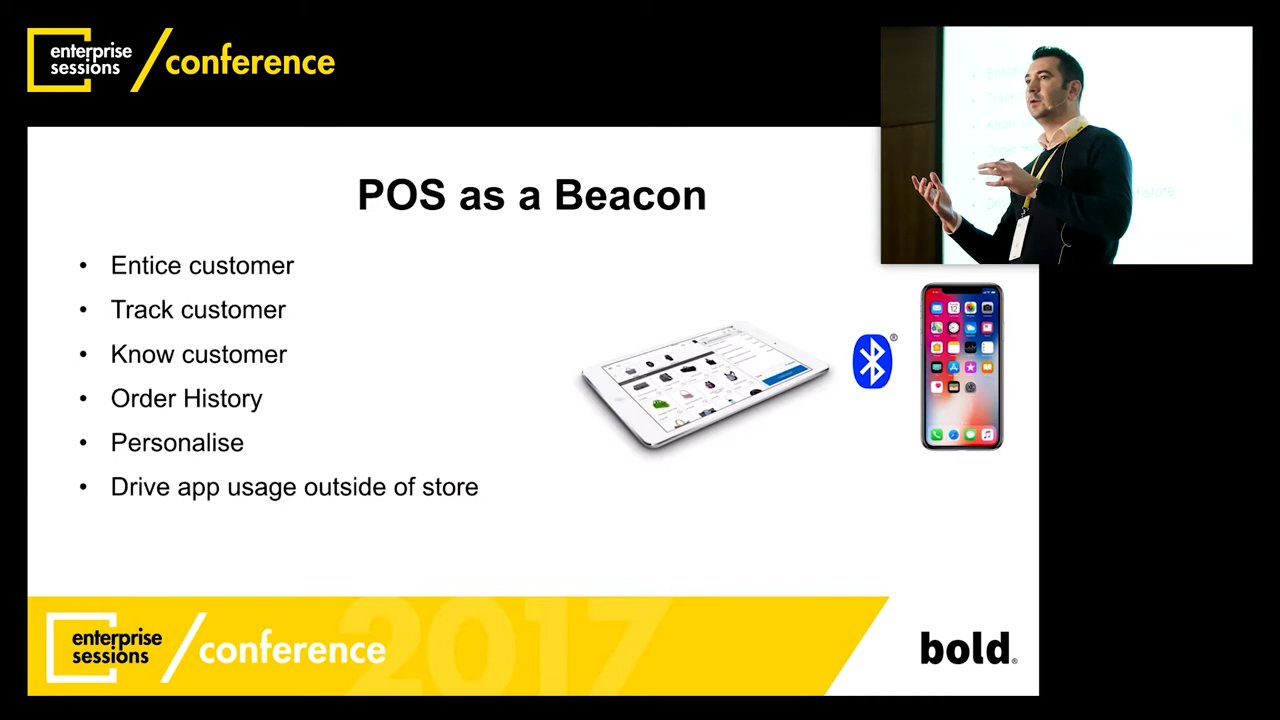 enterprise
sessions
conference
POS as a Beacon
• Entice customer
• Track customer
• Know customer
• Order History
• Personalise
• Drive app usage outside of store
®
2017
enterprise
sessions
conference
bold®